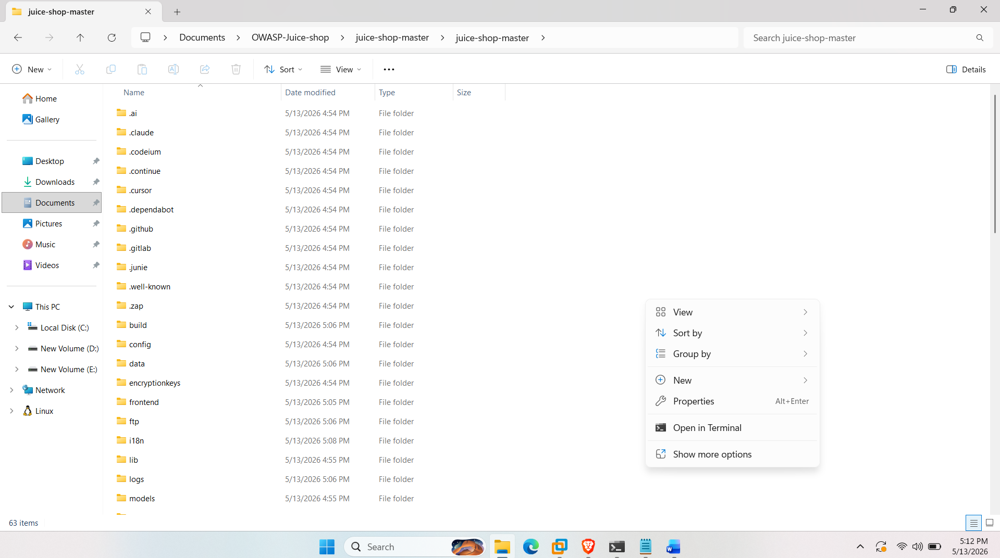 juice-shop-master
Documents > OWASP-Juice-shop > juice-shop-master > juice-shop-master >
Search juice-shop-master
New
Sort
View
Details
Name
Date modified
Type
Size
Home
Gallery
Desktop
Downloads
Documents
Pictures
Music
Videos
This PC
Local Disk (C:)
New Volume (D:)
New Volume (E:)
Network
Linux
.ai 5/13/2026 4:54 PM File folder
.claude 5/13/2026 4:54 PM File folder
.codeium 5/13/2026 4:54 PM File folder
.continue 5/13/2026 4:54 PM File folder
.cursor 5/13/2026 4:54 PM File folder
.dependabot 5/13/2026 4:54 PM File folder
.github 5/13/2026 4:54 PM File folder
.gitlab 5/13/2026 4:54 PM File folder
.junie 5/13/2026 4:54 PM File folder
.well-known 5/13/2026 4:54 PM File folder
.zap 5/13/2026 4:54 PM File folder
build 5/13/2026 5:06 PM File folder
config 5/13/2026 4:54 PM File folder
data 5/13/2026 5:06 PM File folder
encryptionkeys 5/13/2026 4:54 PM File folder
frontend 5/13/2026 5:05 PM File folder
ftp 5/13/2026 5:06 PM File folder
i18n 5/13/2026 5:08 PM File folder
lib 5/13/2026 4:55 PM File folder
logs 5/13/2026 5:06 PM File folder
models 5/13/2026 4:55 PM File folder
View
Sort by
Group by
New
Properties Alt+Enter
Open in Terminal
Show more options
63 items
Search
5:12 PM
5/13/2026